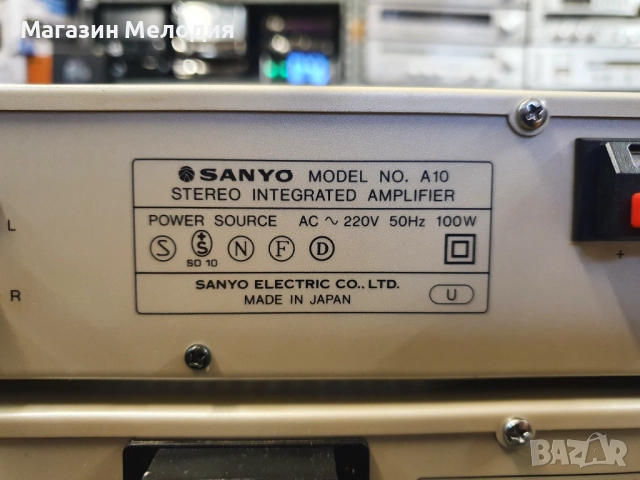 Магазин Мелодия
SANYO MODEL NO. A10
STEREO INTEGRATED AMPLIFIER
POWER SOURCE AC ~ 220V 50Hz 100W
L
S +S N F D
SO 10
R
SANYO ELECTRIC CO., LTD.
MADE IN JAPAN U
+
BAZAR